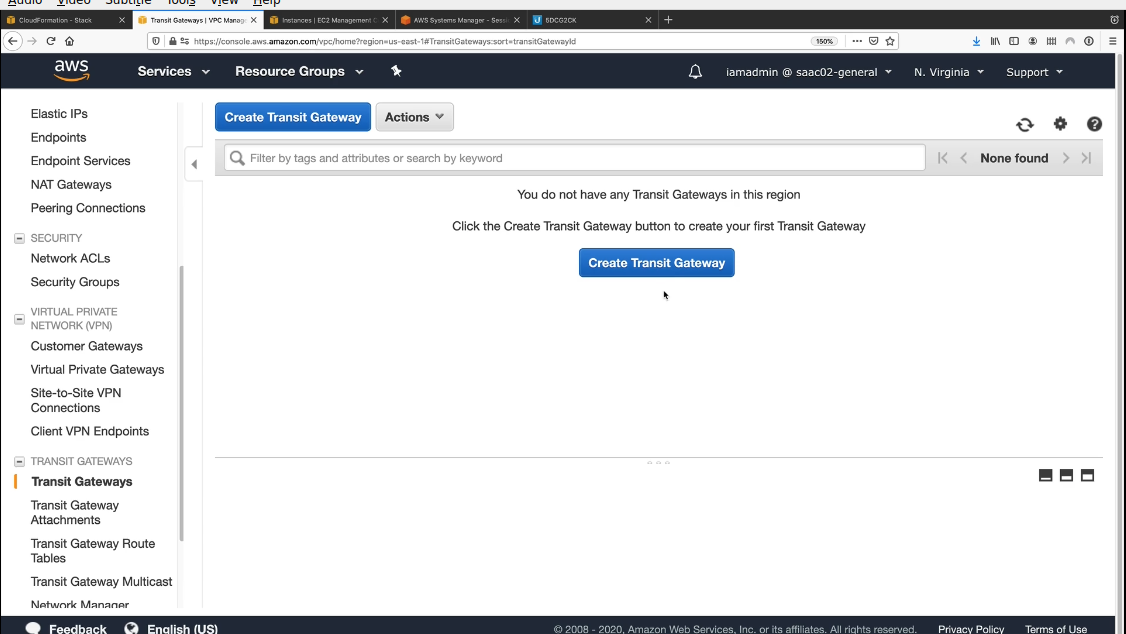 Audio Video Subtitle Tools View Help
CloudFormation - Stack
Transit Gateways | VPC Manag
Instances | EC2 Management C
AWS Systems Manager - Sessi
6DCG2CK
https://console.aws.amazon.com/vpc/home?region=us-east-1#TransitGateways:sort=transitGatewayId
150%
aws
Services
Resource Groups
iamadmin @ saac02-general
N. Virginia
Support
Elastic IPs
Endpoints
Endpoint Services
NAT Gateways
Peering Connections
SECURITY
Network ACLs
Security Groups
VIRTUAL PRIVATE
NETWORK (VPN)
Customer Gateways
Virtual Private Gateways
Site-to-Site VPN
Connections
Client VPN Endpoints
TRANSIT GATEWAYS
Transit Gateways
Transit Gateway
Attachments
Transit Gateway Route
Tables
Transit Gateway Multicast
Network Manager
Create Transit Gateway
Actions
Filter by tags and attributes or search by keyword
None found
You do not have any Transit Gateways in this region
Click the Create Transit Gateway button to create your first Transit Gateway
Create Transit Gateway
Feedback
English (US)
© 2008 - 2020, Amazon Web Services, Inc. or its affiliates. All rights reserved.
Privacy Policy
Terms of Use